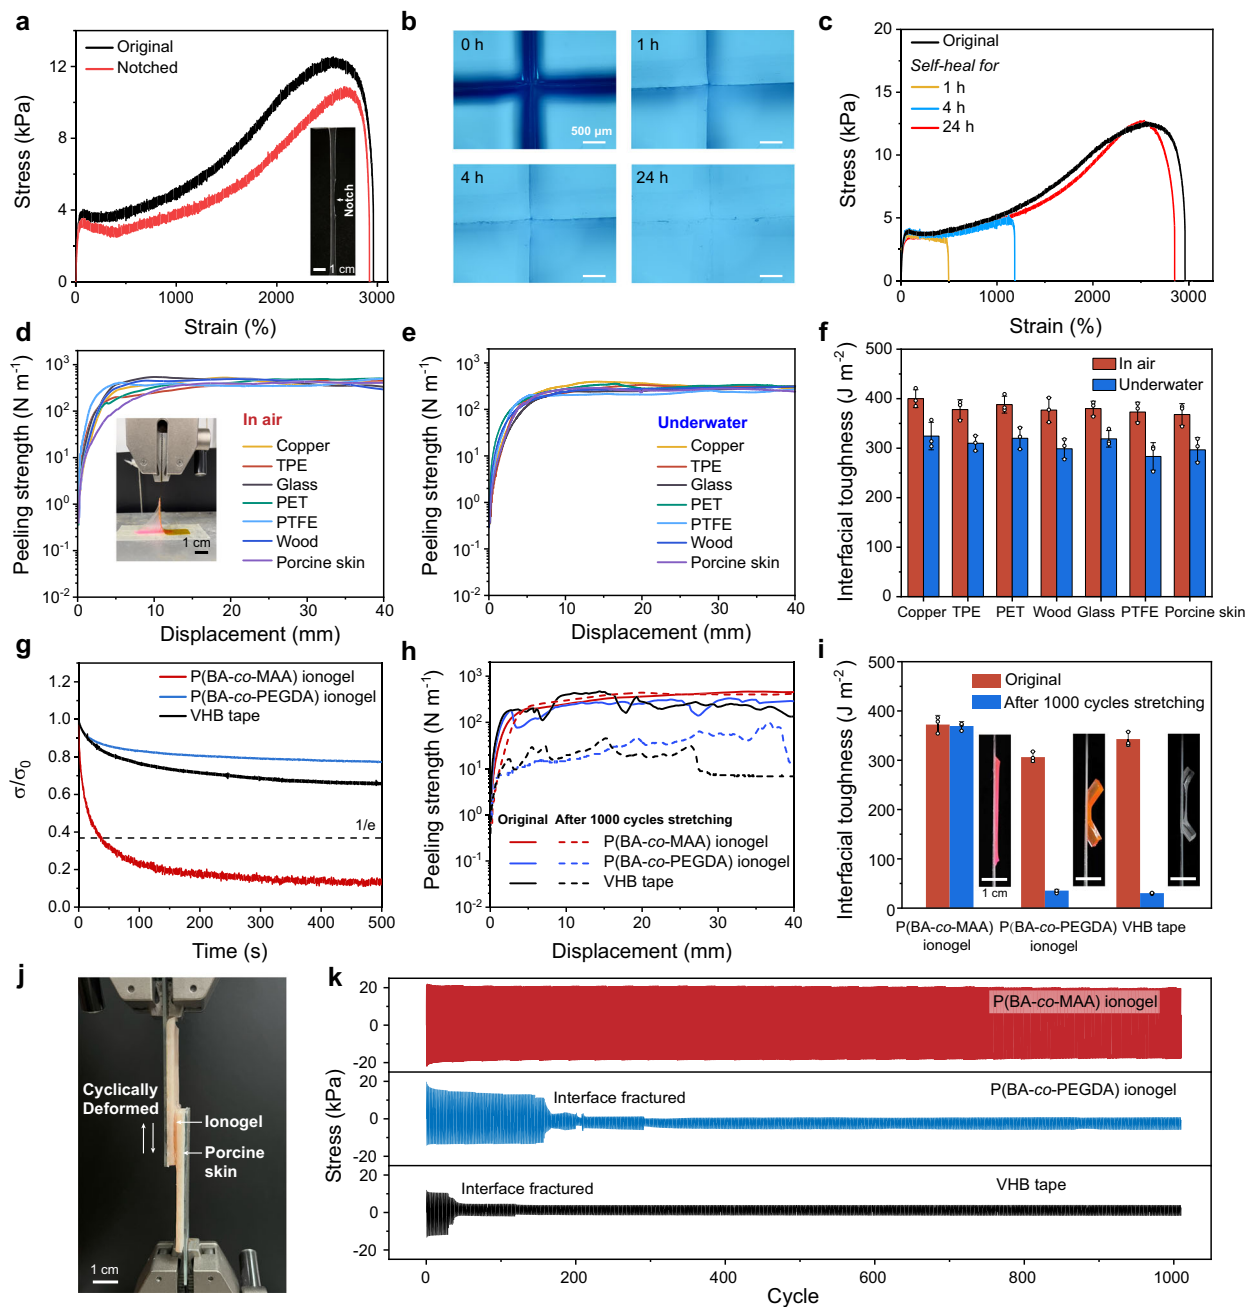 a
Stress (kPa)
12
8
4
0
Original
Notched
Notch
1 cm
0
1000
2000
3000
Strain (%)
b
0 h
1 h
500 µm
4 h
24 h
c
Stress (kPa)
20
15
10
5
0
Original
Self-heal for
1 h
4 h
24 h
0
1000
2000
3000
Strain (%)
d
Peeling strength (N m⁻¹)
10³
10²
10¹
10⁰
10⁻¹
10⁻²
In air
Copper
TPE
Glass
PET
PTFE
Wood
Porcine skin
1 cm
0
10
20
30
40
Displacement (mm)
e
Peeling strength (N m⁻¹)
10³
10²
10¹
10⁰
10⁻¹
10⁻²
Underwater
Copper
TPE
Glass
PET
PTFE
Wood
Porcine skin
0
10
20
30
40
Displacement (mm)
f
Interfacial toughness (J m⁻²)
500
400
300
200
100
0
In air
Underwater
Copper
TPE
PET
Wood
Glass
PTFE
Porcine skin
g
σ/σ₀
1.2
1.0
0.8
0.6
0.4
0.2
0.0
P(BA-co-MAA) ionogel
P(BA-co-PEGDA) ionogel
VHB tape
1/e
0
100
200
300
400
500
Time (s)
h
Peeling strength (N m⁻¹)
10³
10²
10¹
10⁰
10⁻¹
10⁻²
Original After 1000 cycles stretching
P(BA-co-MAA) ionogel
P(BA-co-PEGDA) ionogel
VHB tape
0
10
20
30
40
Displacement (mm)
i
Interfacial toughness (J m⁻²)
500
400
300
200
100
0
Original
After 1000 cycles stretching
1 cm
P(BA-co-MAA)
ionogel
P(BA-co-PEGDA)
ionogel
VHB tape
j
Cyclically
Deformed
Ionogel
Porcine
skin
1 cm
k
Stress (kPa)
20
0
-20
P(BA-co-MAA) ionogel
20
0
-20
Interface fractured
P(BA-co-PEGDA) ionogel
20
0
-20
Interface fractured
VHB tape
0
200
400
600
800
1000
Cycle